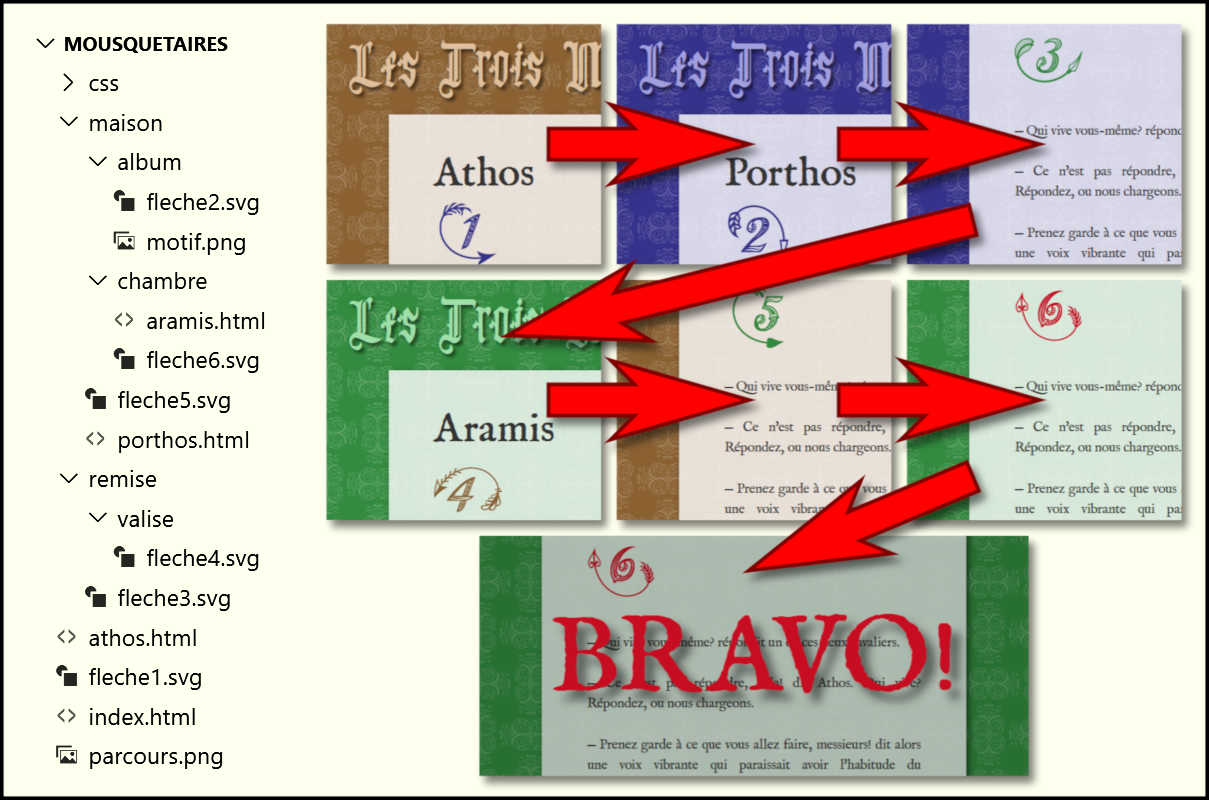 MOUSQUETAIRES
css
maison
album
fleche2.svg
motif.png
chambre
aramis.html
fleche6.svg
fleche5.svg
porthos.html
remise
valise
fleche4.svg
fleche3.svg
athos.html
fleche1.svg
index.html
parcours.png
Les Trois M
Athos
1
Les Trois M
Porthos
2
3
– Qui vive vous-même? répond
– Ce n'est pas répondre,
Répondez, ou nous chargeons.
– Prenez garde à ce que vous
une voix vibrante qui pa
Les Trois
Aramis
4
5
– Qui vive vous-même
– Ce n'est pas répondre,
Répondez, ou nous chargeons.
– Prenez garde à ce que vous
une voix vibran
6
– Qui vive vous-même? répond
– Ce n'est pas répondre,
Répondez, ou nous chargeons.
– Prenez garde à ce que vous
une voix vibrante qui pa
6
BRAVO!
– Qui vive vous-même? répondit un de ces deux cavaliers.
– Ce n'est pas répondre, dit Athos. Qui vive?
Répondez, ou nous chargeons.
– Prenez garde à ce que vous allez faire, messieurs! dit alors
une voix vibrante qui paraissait avoir l'habitude du